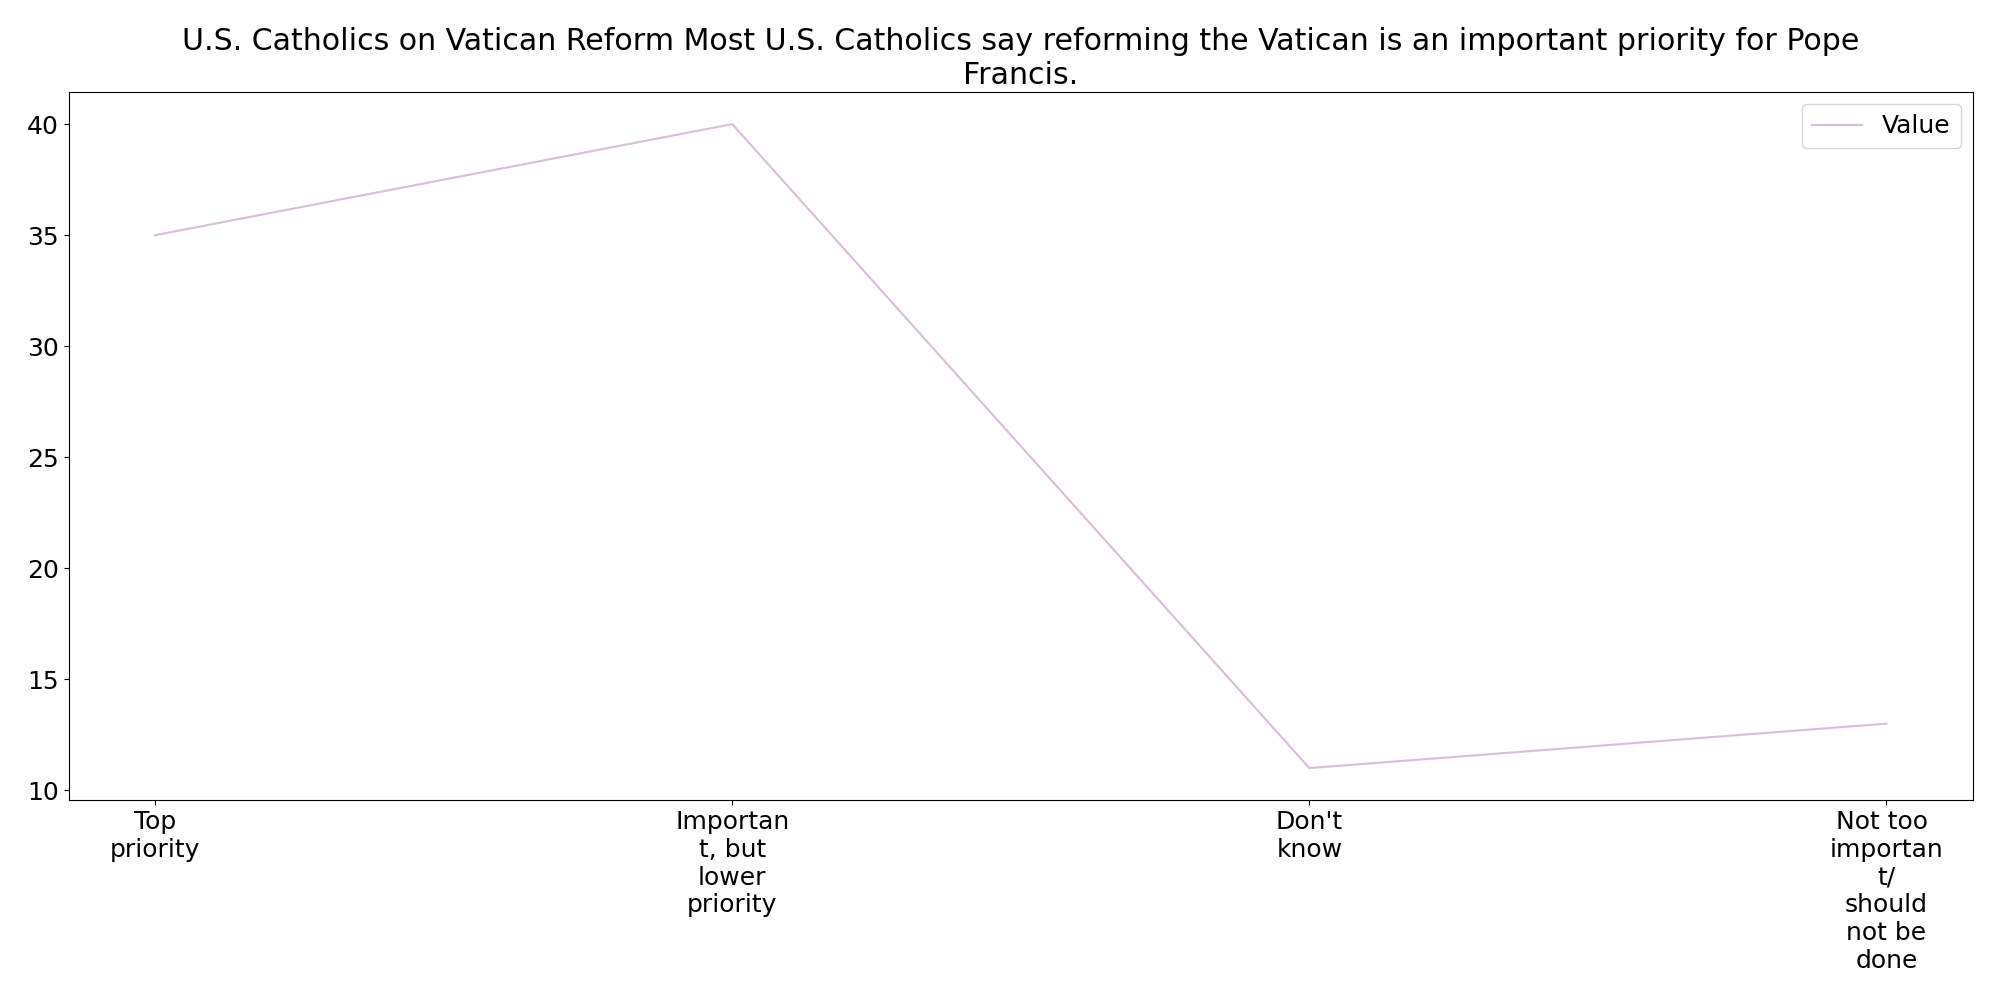 U.S. Catholics on Vatican Reform Most U.S. Catholics say reforming the Vatican is an important priority for Pope
Francis.
Value
40
35
30
25
20
15
10
Top
priority
Importan
t, but
lower
priority
Don't
know
Not too
importan
t/
should
not be
done